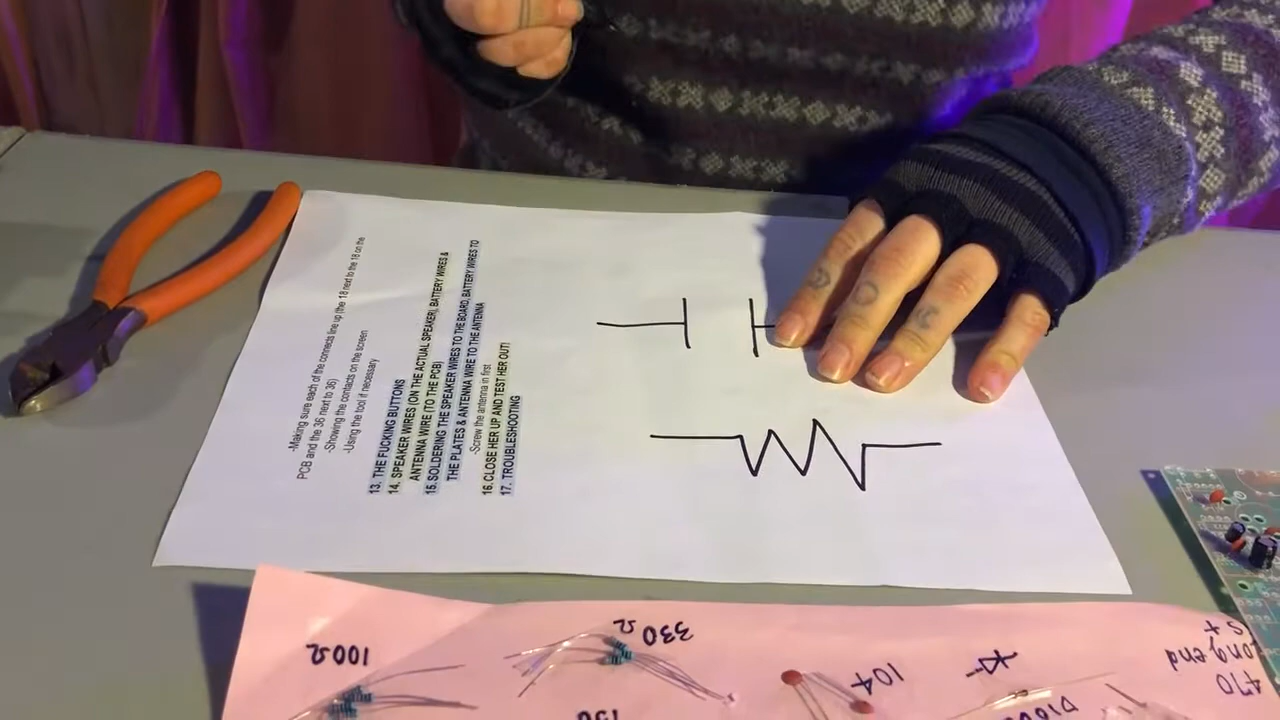 -Making sure each of the connects line up (the 18 next to the 18 on the
PCB and the 36 next to 36)
-Showing the contacts on the screen
-Using the tool if necessary
13. THE FUCKING BUTTONS
14. SPEAKER WIRES (ON THE ACTUAL SPEAKER), BATTERY WIRES &
ANTENNA WIRE (TO THE PCB)
15. SOLDERING THE SPEAKER WIRES TO THE BOARD, BATTERY WIRES TO
THE PLATES & ANTENNA WIRE TO THE ANTENNA
-Screw the antenna in first
16. CLOSE HER UP AND TEST HER OUT!
17. TROUBLESHOOTING
100Ω
330Ω
104
470
Long end